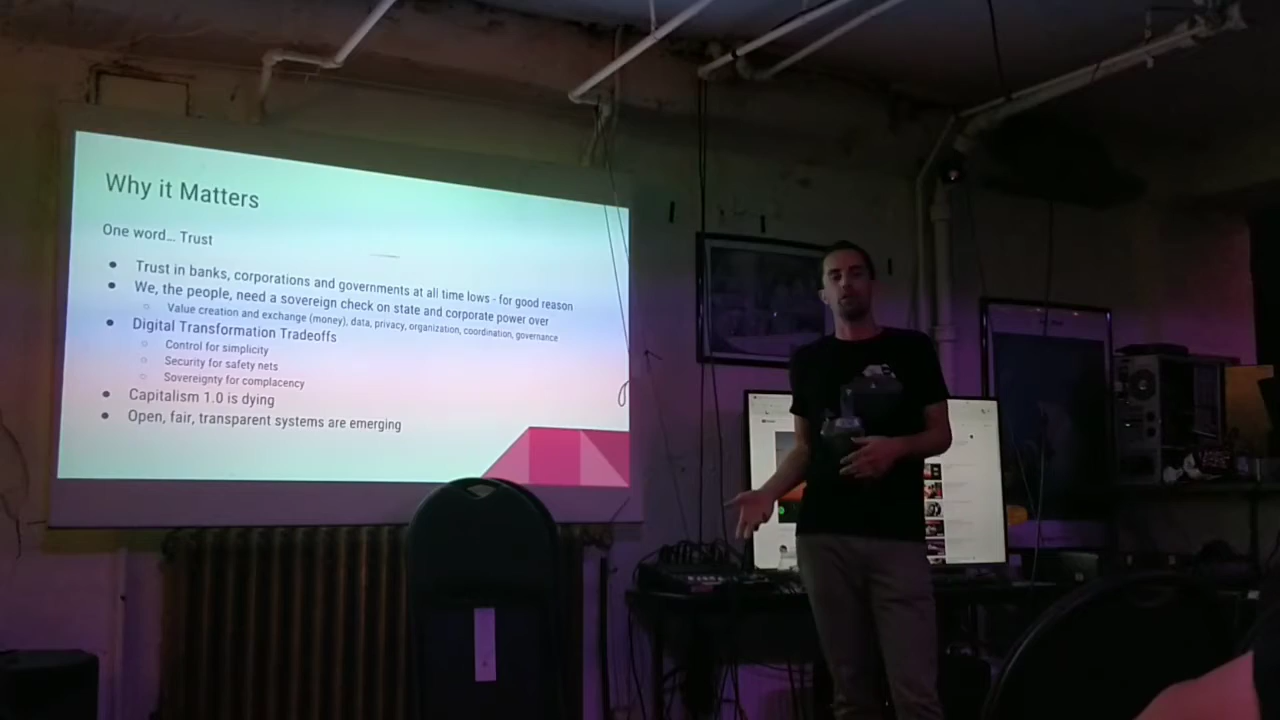 Why it Matters
One word... Trust
Trust in banks, corporations and governments at all time lows - for good reason
We, the people, need a sovereign check on state and corporate power over
Value creation and exchange (money), data, privacy, organization, coordination, governance
Digital Transformation Tradeoffs
Control for simplicity
Security for safety nets
Sovereignty for complacency
Capitalism 1.0 is dying
Open, fair, transparent systems are emerging